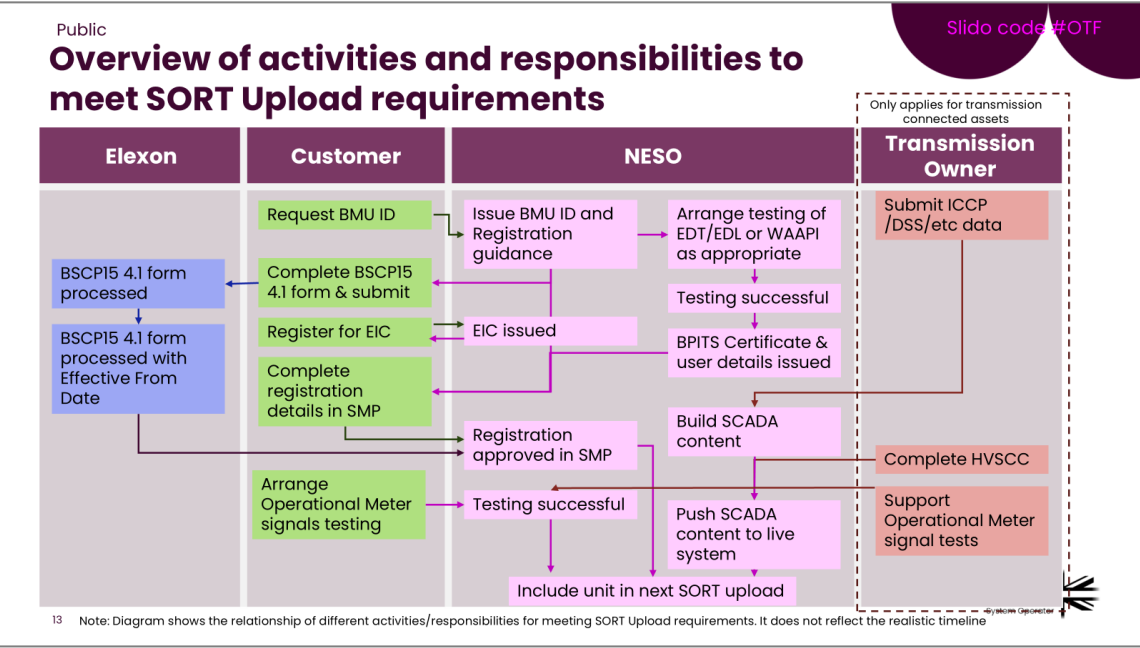 Public
Slido code #OTF
Overview of activities and responsibilities to
meet SORT Upload requirements
Only applies for transmission
connected assets
Elexon
Customer
NESO
Transmission
Owner
Request BMU ID
Issue BMU ID and
Registration
guidance
Arrange testing of
EDT/EDL or WAAPI
as appropriate
Submit ICCP
/DSS/etc data
BSCP15 4.1 form
processed
Complete BSCP15
4.1 form & submit
Testing successful
Register for EIC
EIC issued
BSCP15 4.1 form
processed with
Effective From
Date
BPITS Certificate &
user details issued
Complete
registration
details in SMP
Build SCADA
content
Registration
approved in SMP
Complete HVSCC
Arrange
Operational Meter
signals testing
Testing successful
Push SCADA
content to live
system
Support
Operational Meter
signal tests
Include unit in next SORT upload
System Operator
13
Note: Diagram shows the relationship of different activities/responsibilities for meeting SORT Upload requirements. It does not reflect the realistic timeline